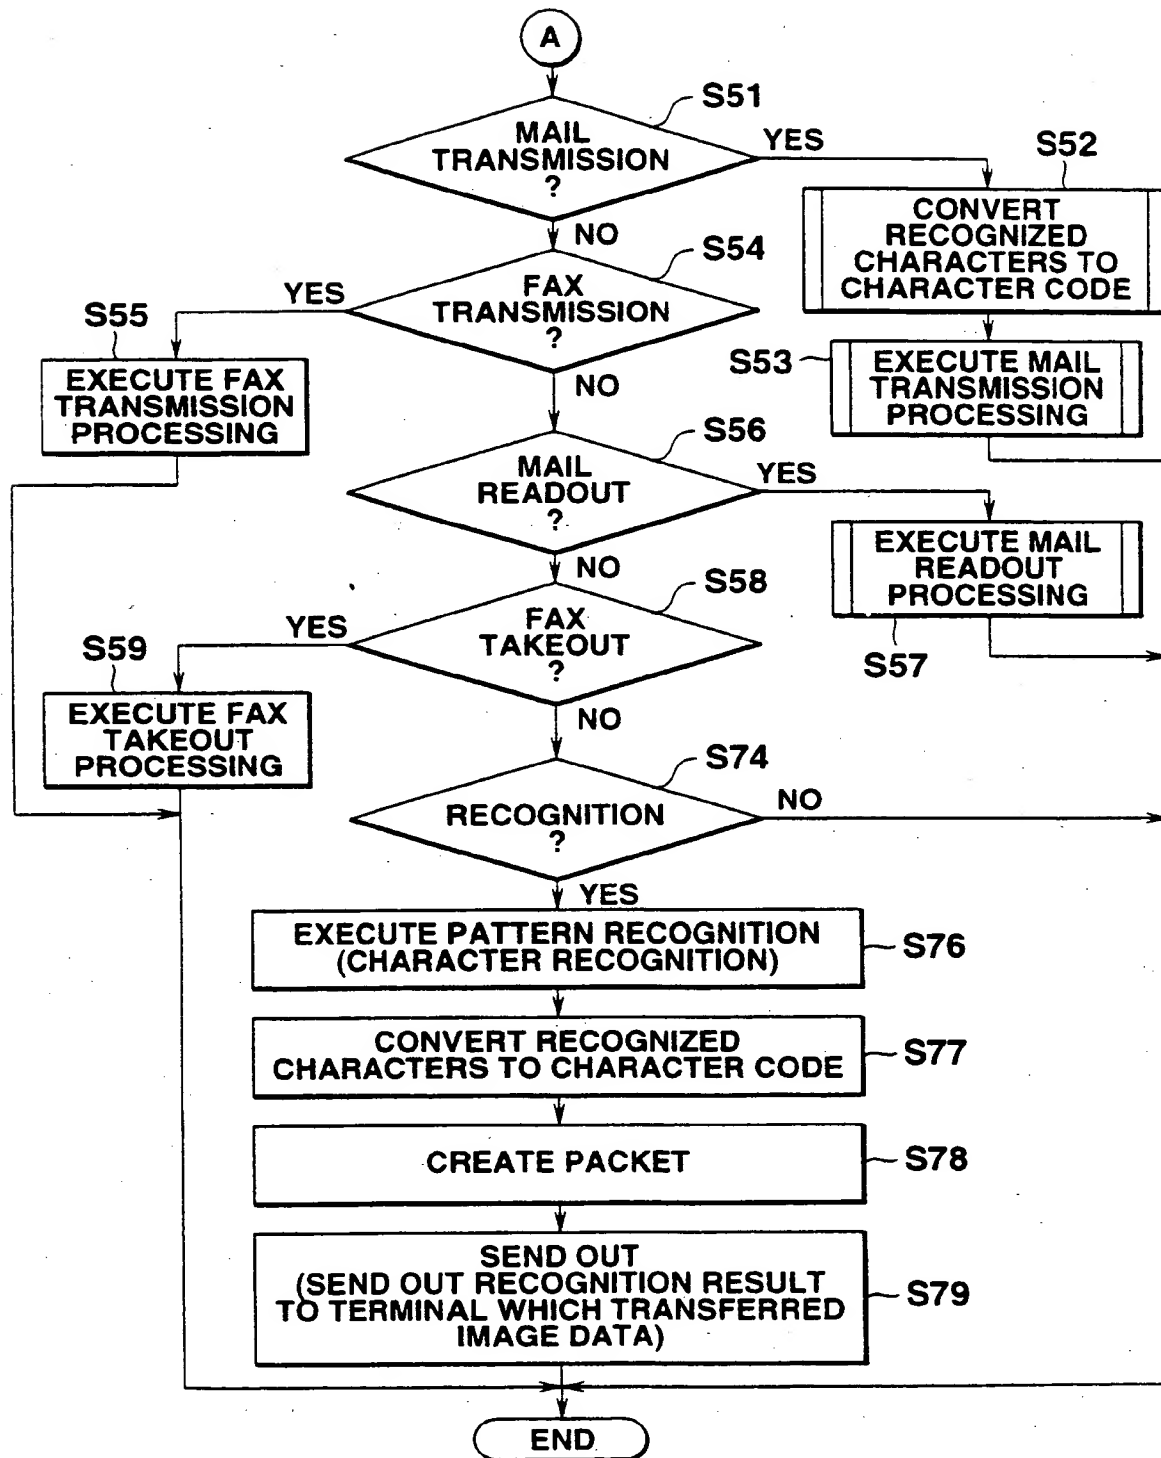 A
S51
MAIL
TRANSMISSION
?
YES
S52
CONVERT
RECOGNIZED
CHARACTERS TO
CHARACTER CODE
NO
S54
FAX
TRANSMISSION
?
YES
S55
EXECUTE FAX
TRANSMISSION
PROCESSING
S53
EXECUTE MAIL
TRANSMISSION
PROCESSING
NO
S56
MAIL
READOUT
?
YES
EXECUTE MAIL
READOUT
PROCESSING
S57
NO
S58
FAX
TAKEOUT
?
YES
S59
EXECUTE FAX
TAKEOUT
PROCESSING
NO
S74
RECOGNITION
?
NO
YES
EXECUTE PATTERN RECOGNITION
(CHARACTER RECOGNITION)
S76
CONVERT RECOGNIZED
CHARACTERS TO CHARACTER CODE
S77
CREATE PACKET
S78
SEND OUT
(SEND OUT RECOGNITION RESULT
TO TERMINAL WHICH TRANSFERRED
IMAGE DATA)
S79
END